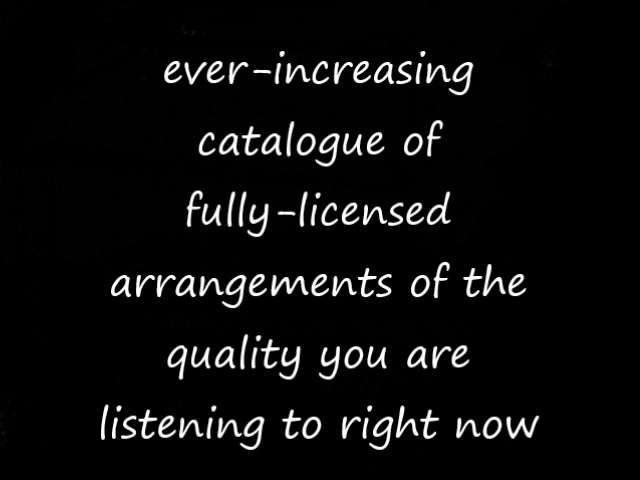 ever-increasing
catalogue of
fully-licensed
arrangements of the
quality you are
listening to right now